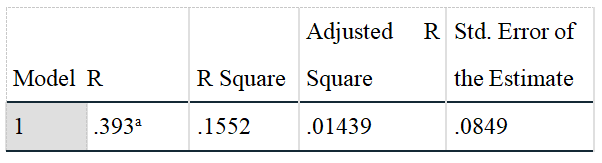 Adjusted R Std. Error of
Model R R Square Square the Estimate
1 .393ᵃ .1552 .01439 .0849